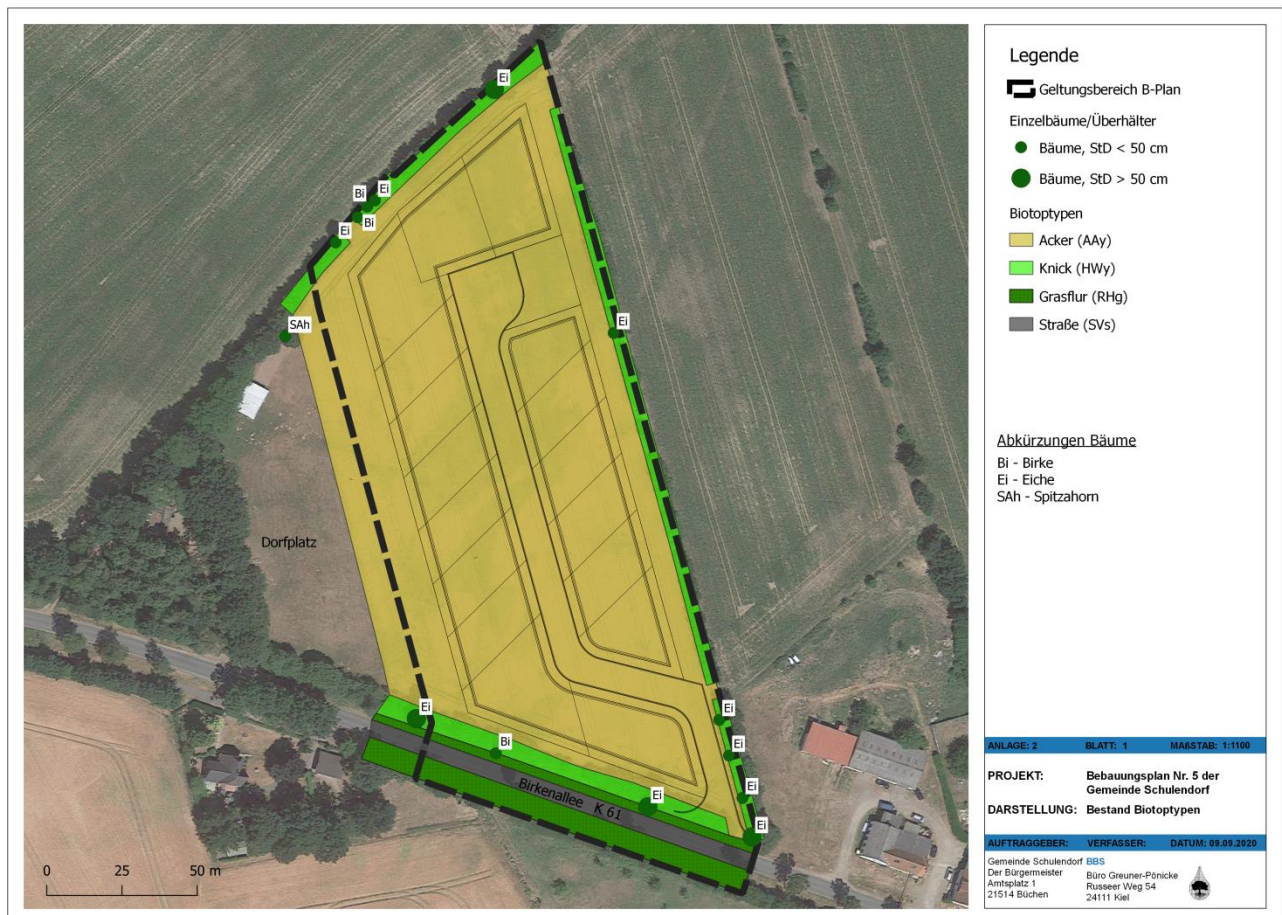 Ei
Bi
Ei
Bi
Ei
SAh
Ei
Dorfplatz
Ei
Bi
Ei
Ei
Ei
Ei
Ei
Birkenallee K 61
0 25 50 m
Legende
Geltungsbereich B-Plan
Einzelbäume/Überhälter
Bäume, StD < 50 cm
Bäume, StD > 50 cm
Biotoptypen
Acker (AAy)
Knick (HWy)
Grasflur (RHg)
Straße (SVs)
Abkürzungen Bäume
Bi - Birke
Ei - Eiche
SAh - Spitzahorn
ANLAGE: 2 BLATT: 1 MAßSTAB: 1:1100
PROJEKT: Bebauungsplan Nr. 5 der
Gemeinde Schulendorf
DARSTELLUNG: Bestand Biotoptypen
AUFTRAGGEBER: VERFASSER: DATUM: 09.09.2020
Gemeinde Schulendorf BBS
Der Bürgermeister Büro Greuner-Pönicke
Amtsplatz 1 Russeer Weg 54
21514 Büchen 24111 Kiel